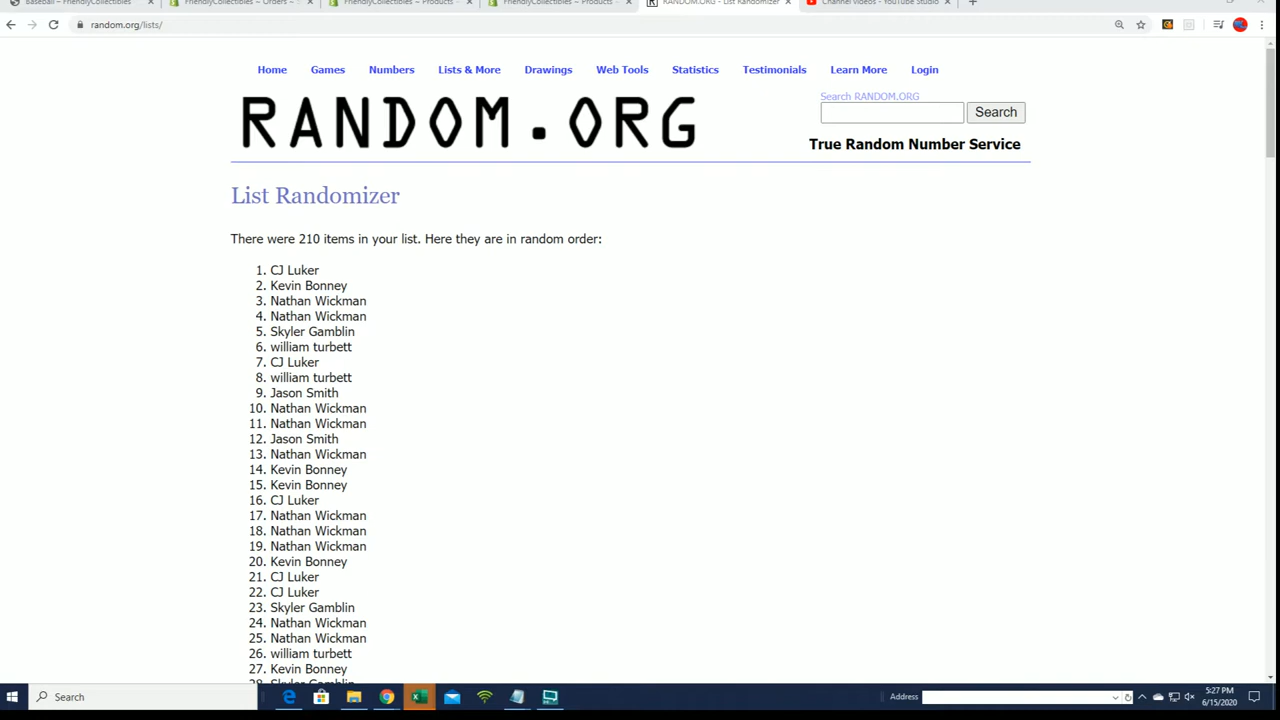 Baseball – FriendlyCollectibles
FriendlyCollectibles – Orders –
FriendlyCollectibles – Products –
FriendlyCollectibles – Products –
RANDOM.ORG - List Randomizer
Channel videos - YouTube Studio
random.org/lists/
Home Games Numbers Lists & More Drawings Web Tools Statistics Testimonials Learn More Login
RANDOM.ORG
Search RANDOM.ORG
Search
True Random Number Service
List Randomizer
There were 210 items in your list. Here they are in random order:
1. CJ Luker
2. Kevin Bonney
3. Nathan Wickman
4. Nathan Wickman
5. Skyler Gamblin
6. william turbett
7. CJ Luker
8. william turbett
9. Jason Smith
10. Nathan Wickman
11. Nathan Wickman
12. Jason Smith
13. Nathan Wickman
14. Kevin Bonney
15. Kevin Bonney
16. CJ Luker
17. Nathan Wickman
18. Nathan Wickman
19. Nathan Wickman
20. Kevin Bonney
21. CJ Luker
22. CJ Luker
23. Skyler Gamblin
24. Nathan Wickman
25. Nathan Wickman
26. william turbett
27. Kevin Bonney
28. Skyler Gamblin
Search
Address
5:27 PM
6/15/2020